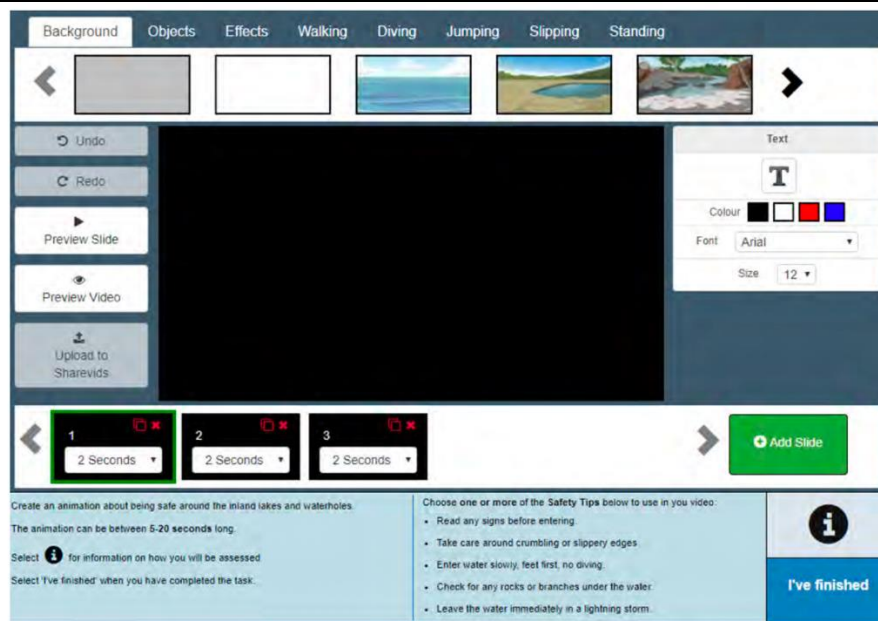 Background Objects Effects Walking Diving Jumping Slipping Standing
Undo
Redo
Preview Slide
Preview Video
Upload to
Sharevids
Text
T
Colour
Font Arial
Size 12
1
2 Seconds
2
2 Seconds
3
2 Seconds
Add Slide
Create an animation about being safe around the inland lakes and waterholes.
The animation can be between 5-20 seconds long.
Select i for information on how you will be assessed
Select 'I've finished' when you have completed the task.
Choose one or more of the Safety Tips below to use in you video:
• Read any signs before entering.
• Take care around crumbling or slippery edges.
• Enter water slowly, feet first, no diving.
• Check for any rocks or branches under the water.
• Leave the water immediately in a lightning storm.
i
I've finished